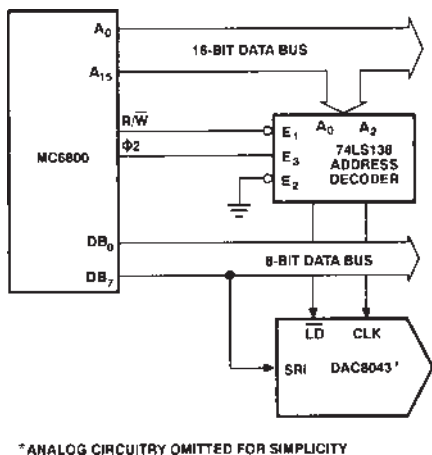 A0
16-BIT DATA BUS
A15
R/W̅
E1
A0
A2
Φ2
E3
74LS138
ADDRESS
DECODER
MC6800
E2
DB0
8-BIT DATA BUS
DB7
L̅D̅
CLK
SRI
DAC8043*
*ANALOG CIRCUITRY OMITTED FOR SIMPLICITY